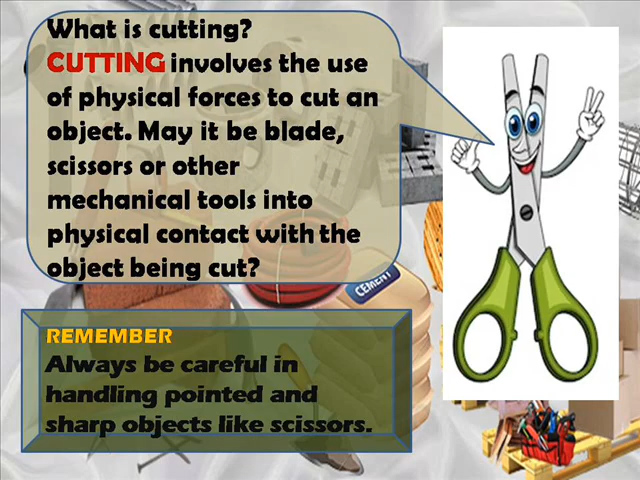 What is cutting?
CUTTING involves the use
of physical forces to cut an
object. May it be blade,
scissors or other
mechanical tools into
physical contact with the
object being cut?
CEMENT
REMEMBER
Always be careful in
handling pointed and
sharp objects like scissors.